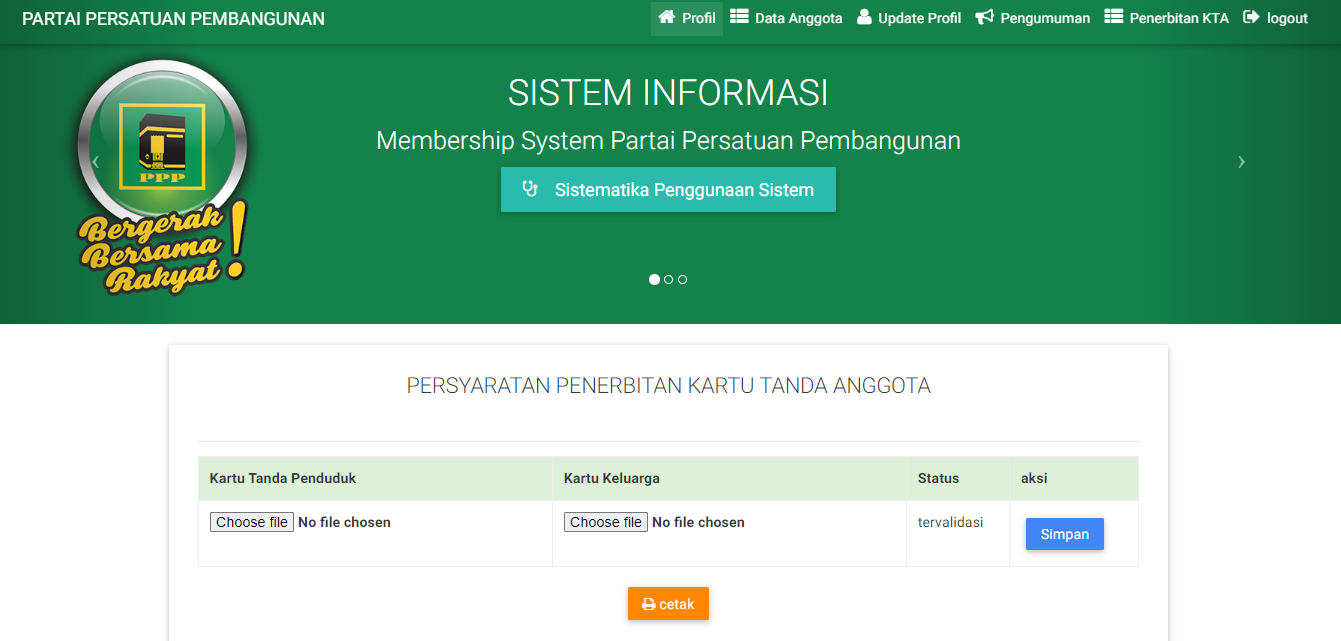 PARTAI PERSATUAN PEMBANGUNAN
Profil Data Anggota Update Profil Pengumuman Penerbitan KTA logout
SISTEM INFORMASI
Membership System Partai Persatuan Pembangunan
Sistematika Penggunaan Sistem
PPP
Bergerak
Bersama
Rakyat!
PERSYARATAN PENERBITAN KARTU TANDA ANGGOTA
Kartu Tanda Penduduk Kartu Keluarga Status aksi
Choose file No file chosen Choose file No file chosen tervalidasi Simpan
cetak